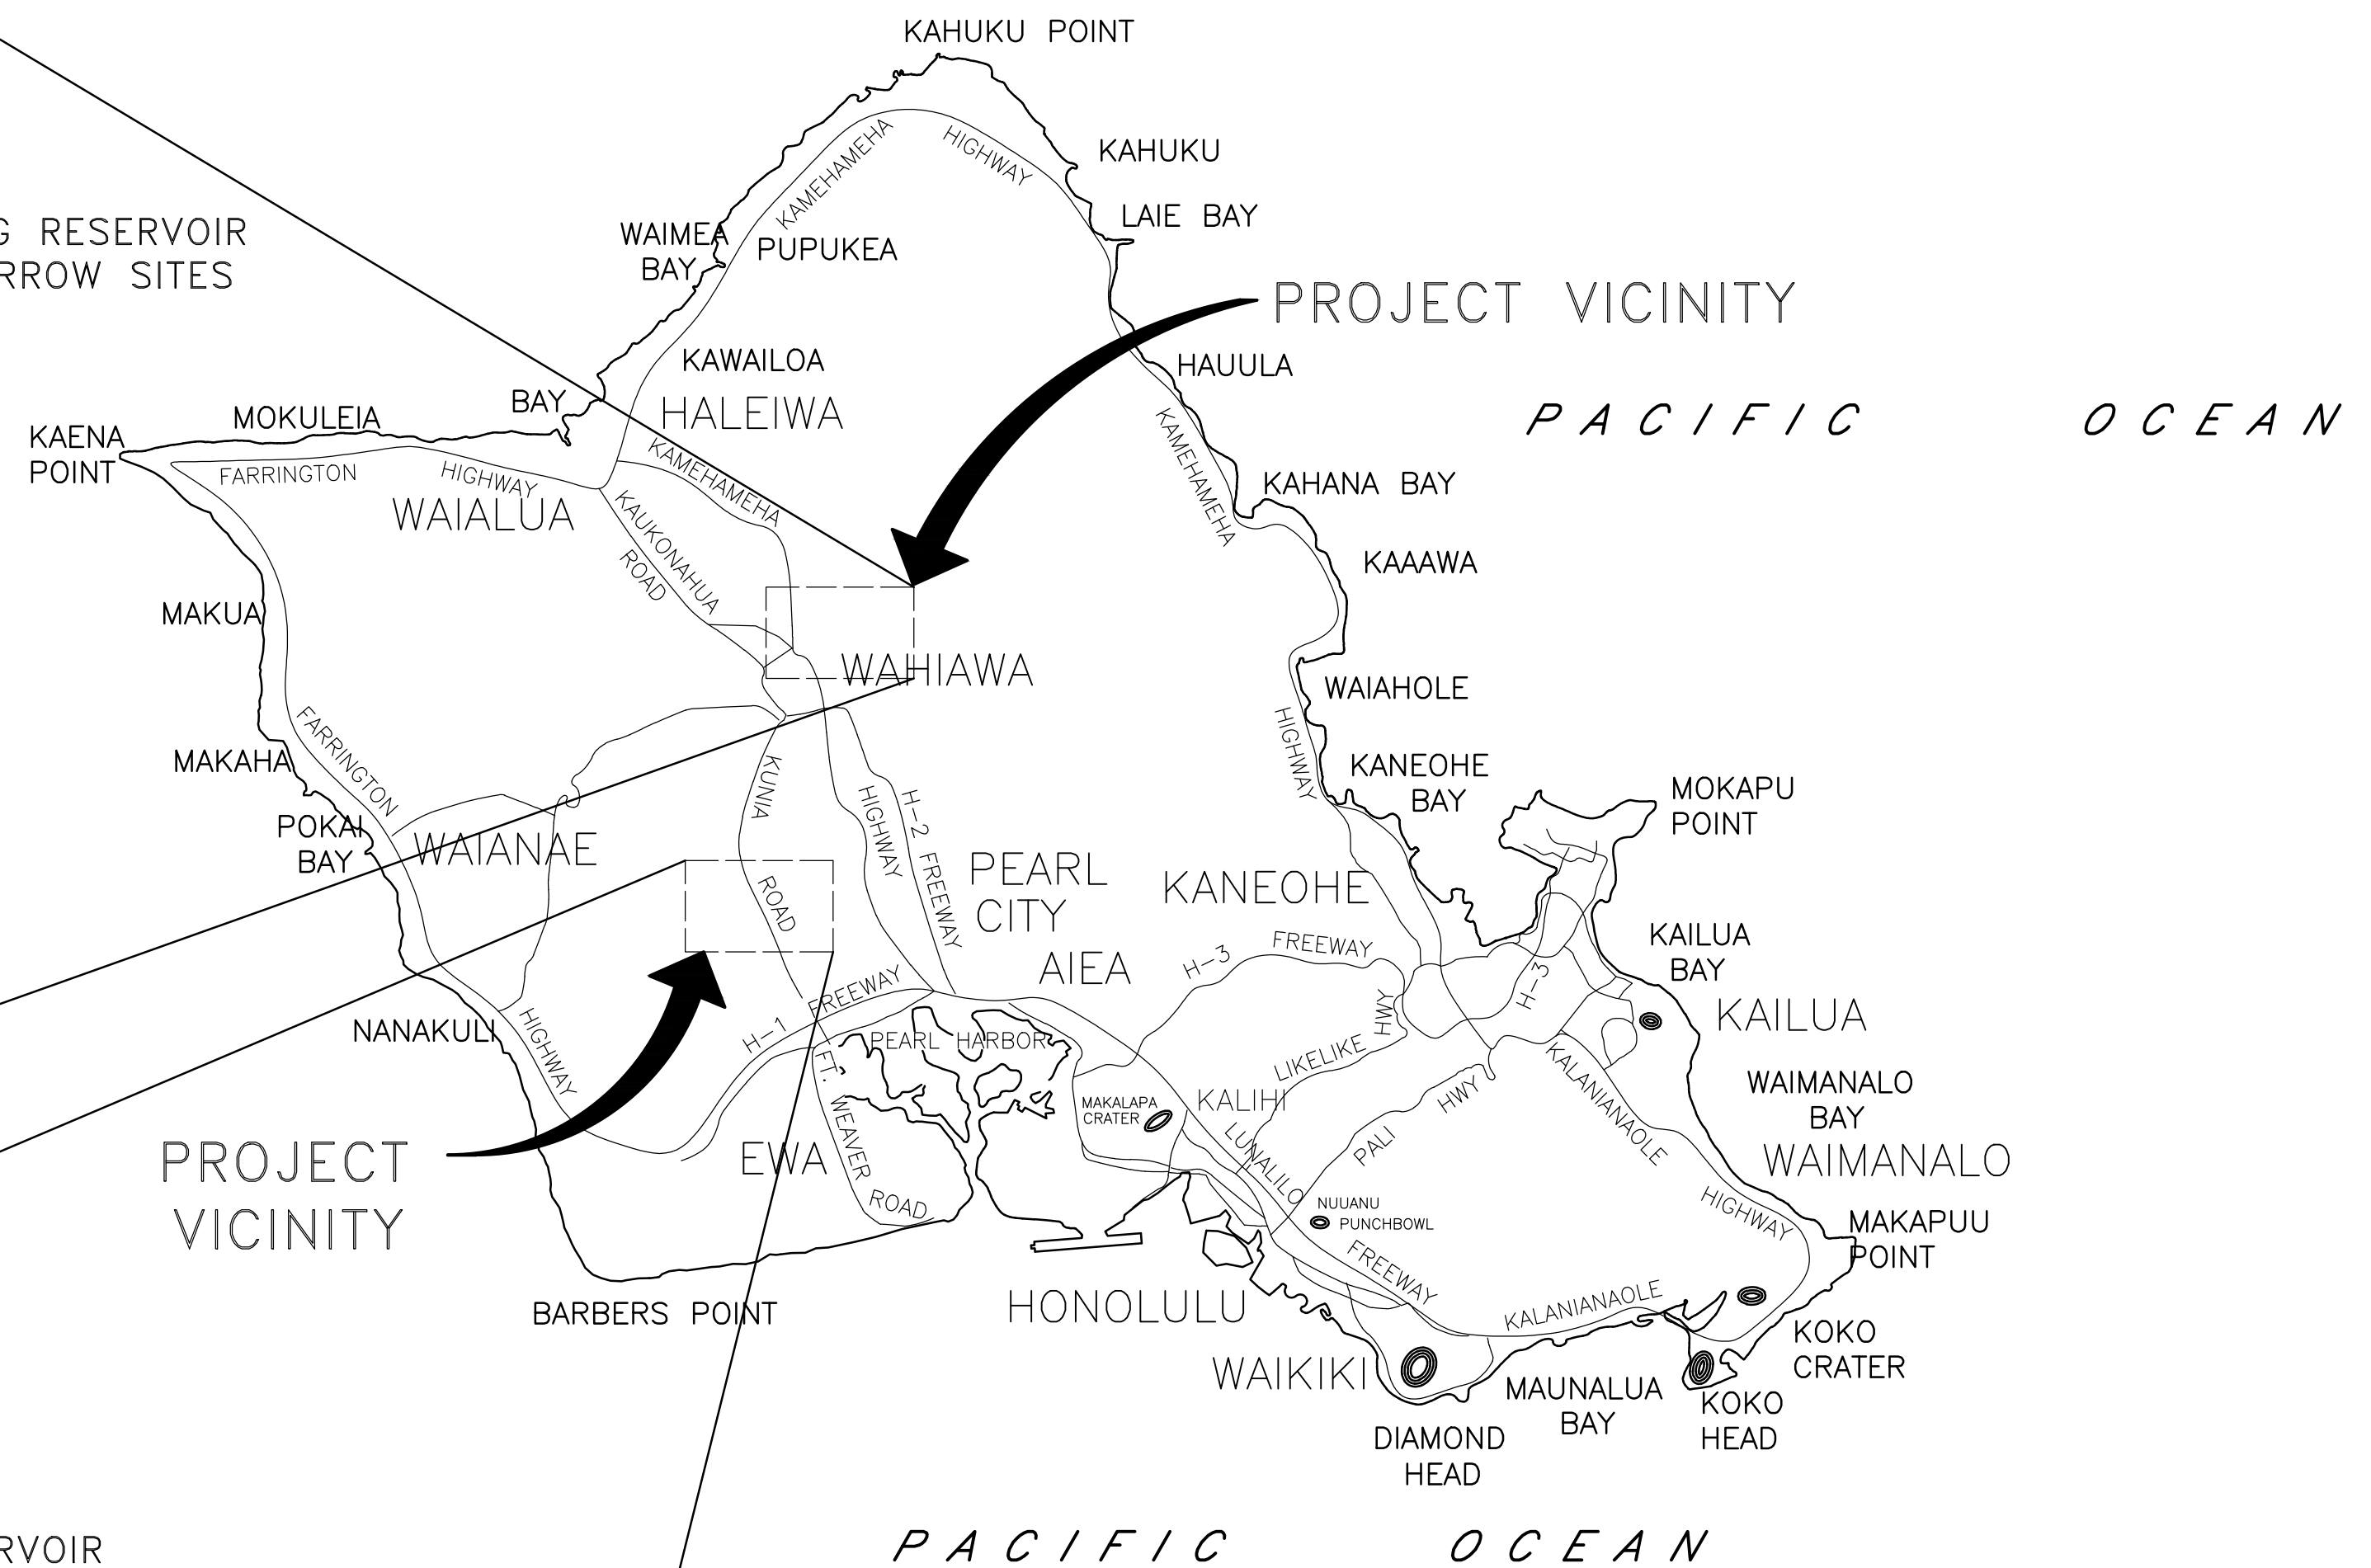 KAHUKU POINT
KAMEHAMEHA
HIGHWAY
KAHUKU
LAIE BAY
RESERVOIR
WAIMEA
BAY
PUPUKEA
SITES
PROJECT VICINITY
KAWAILOA
HAUULA
BAY
HALEIWA
MOKULEIA
PACIFIC OCEAN
KAENA
POINT
FARRINGTON
HIGHWAY
KAMEHAMEHA
KAMEHAMEHA
WAIALUA
KAUKONAHUA
ROAD
KAHANA BAY
KAAAWA
MAKUA
WAHIAWA
WAIAHOLE
HIGHWAY
FARRINGTON
MAKAHA
KUNIA
KANEOHE
BAY
MOKAPU
POINT
HIGHWAY
H-2 FREEWAY
POKAI
BAY
WAIANAE
PEARL
CITY
KANEOHE
ROAD
AIEA
H-3
FREEWAY
H-3
KAILUA
BAY
KAILUA
NANAKULI
HIGHWAY
H-1
FREEWAY
PEARL HARBOR
HWY
LIKELIKE
KALANIANAOLE
FT. WEAVER
ROAD
MAKALAPA
CRATER
KALIHI
HWY
PALI
WAIMANALO
BAY
WAIMANALO
PROJECT
VICINITY
EWA
LUNALILO
NUUANU
PUNCHBOWL
HIGHWAY
MAKAPUU
POINT
FREEWAY
BARBERS POINT
HONOLULU
KALANIANAOLE
WAIKIKI
KOKO
CRATER
MAUNALUA
BAY
KOKO
HEAD
DIAMOND
HEAD
PACIFIC OCEAN